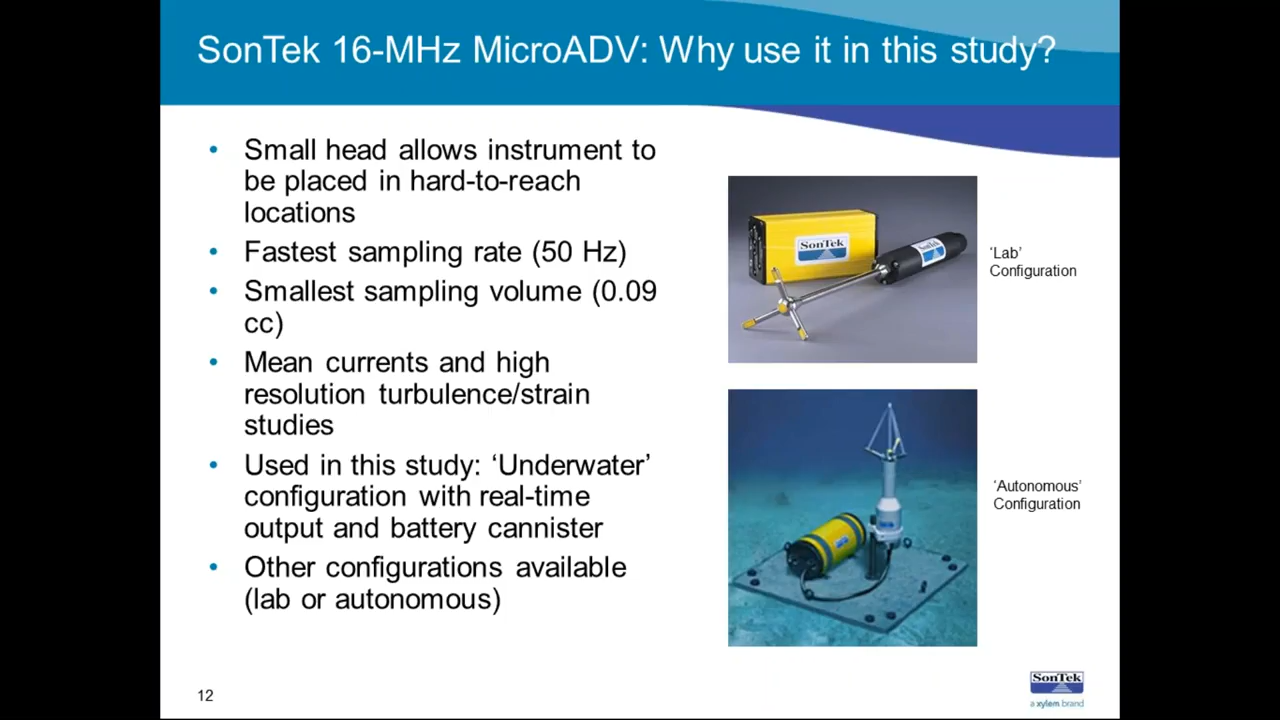 SonTek 16-MHz MicroADV: Why use it in this study?
• Small head allows instrument to
be placed in hard-to-reach
locations
• Fastest sampling rate (50 Hz)
• Smallest sampling volume (0.09
cc)
• Mean currents and high
resolution turbulence/strain
studies
• Used in this study: ‘Underwater’
configuration with real-time
output and battery cannister
• Other configurations available
(lab or autonomous)
SonTek
SonTek
‘Lab’
Configuration
‘Autonomous’
Configuration
12
SonTek
a xylem brand